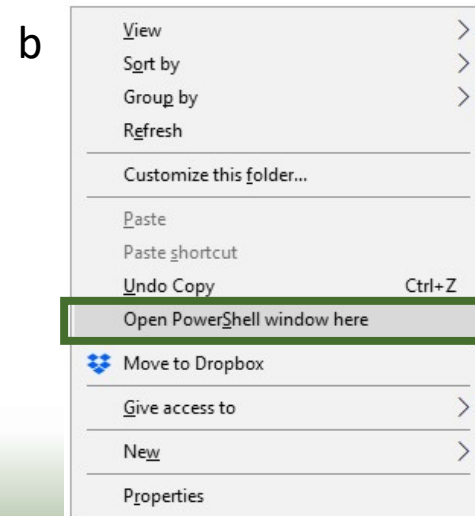 b
View
Sort by
Group by
Refresh
Customize this folder...
Paste
Paste shortcut
Undo Copy Ctrl+Z
Open PowerShell window here
Move to Dropbox
Give access to
New
Properties